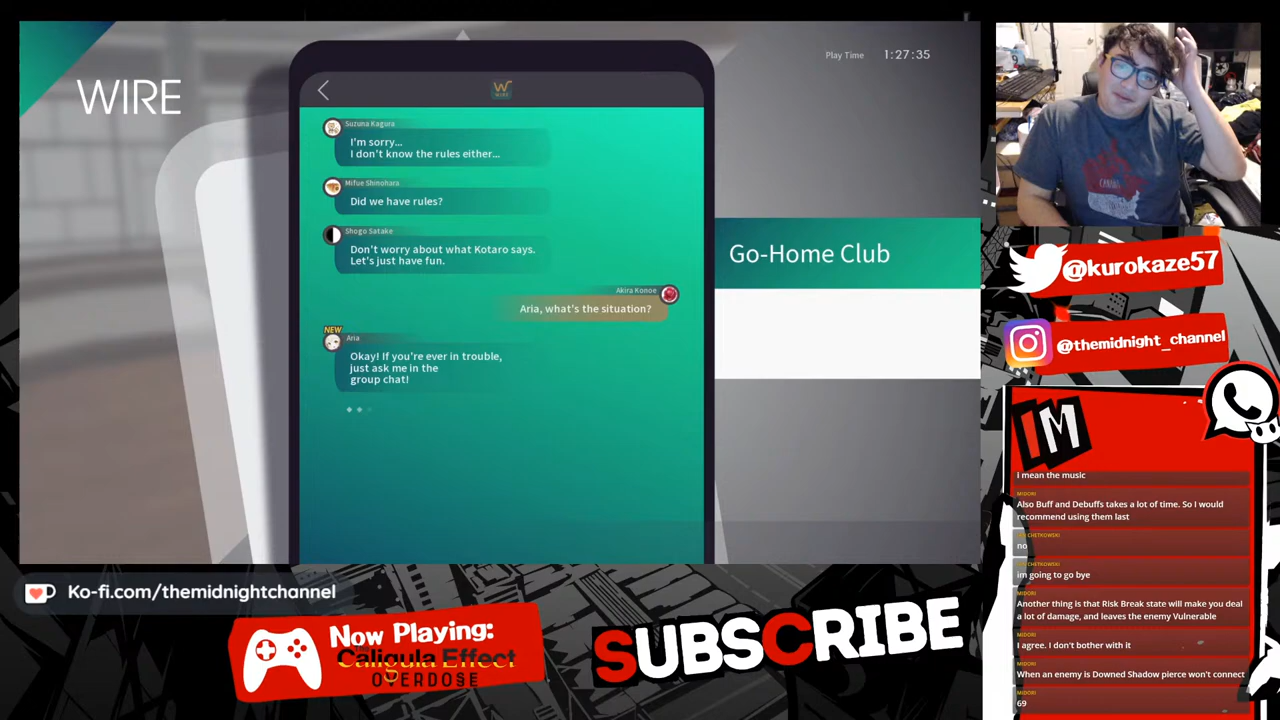 WIRE
Play Time 1:27:35
W
WIRE
Suzuna Kagura
I'm sorry...
I don't know the rules either...
Mifue Shinohara
Did we have rules?
Shogo Satake
Don't worry about what Kotaro says.
Let's just have fun.
Akira Konoe
Aria, what's the situation?
NEW
Aria
Okay! If you're ever in trouble,
just ask me in the
group chat!
Go-Home Club
CANADA
@kurokaze57
@themidnight_channel
IM
I mean the music
MIDORI
Also Buff and Debuffs takes a lot of time. So I would
recommend using them last
no
im going to go bye
MIDORI
Another thing is that Risk Break state will make you deal
a lot of damage, and leaves the enemy Vulnerable
MIDORI
I agree. I don't bother with it
MIDORI
When an enemy is Downed Shadow pierce won't connect
MIDORI
69
Ko-fi.com/themidnightchannel
Now Playing:
THE
Caligula Effect
OVERDOSE
SUBSCRIBE